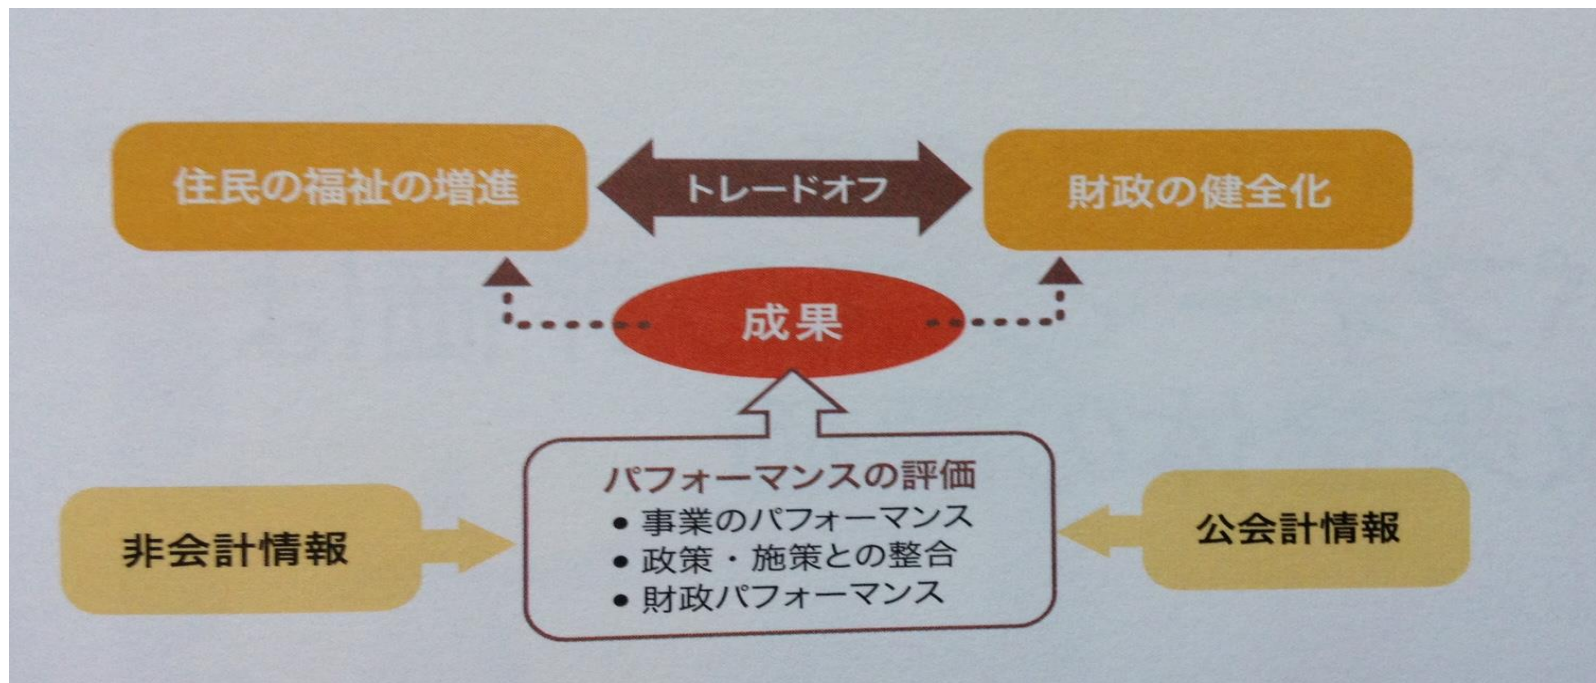 住民の福祉の増進
トレードオフ
財政の健全化
成果
パフォーマンスの評価
• 事業のパフォーマンス
• 政策・施策との整合
• 財政パフォーマンス
非会計情報
公会計情報